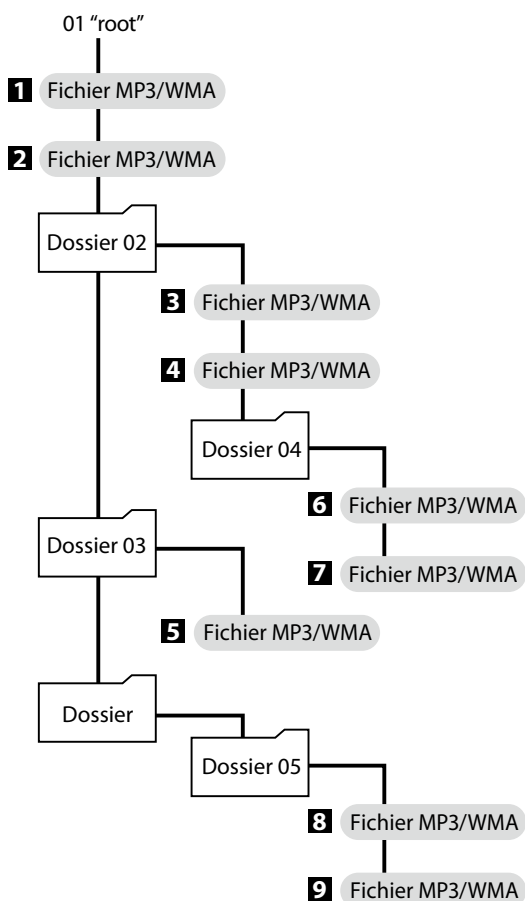 01 “root”
1 Fichier MP3/WMA
2 Fichier MP3/WMA
Dossier 02
3 Fichier MP3/WMA
4 Fichier MP3/WMA
Dossier 04
6 Fichier MP3/WMA
Dossier 03
7 Fichier MP3/WMA
5 Fichier MP3/WMA
Dossier
Dossier 05
8 Fichier MP3/WMA
9 Fichier MP3/WMA